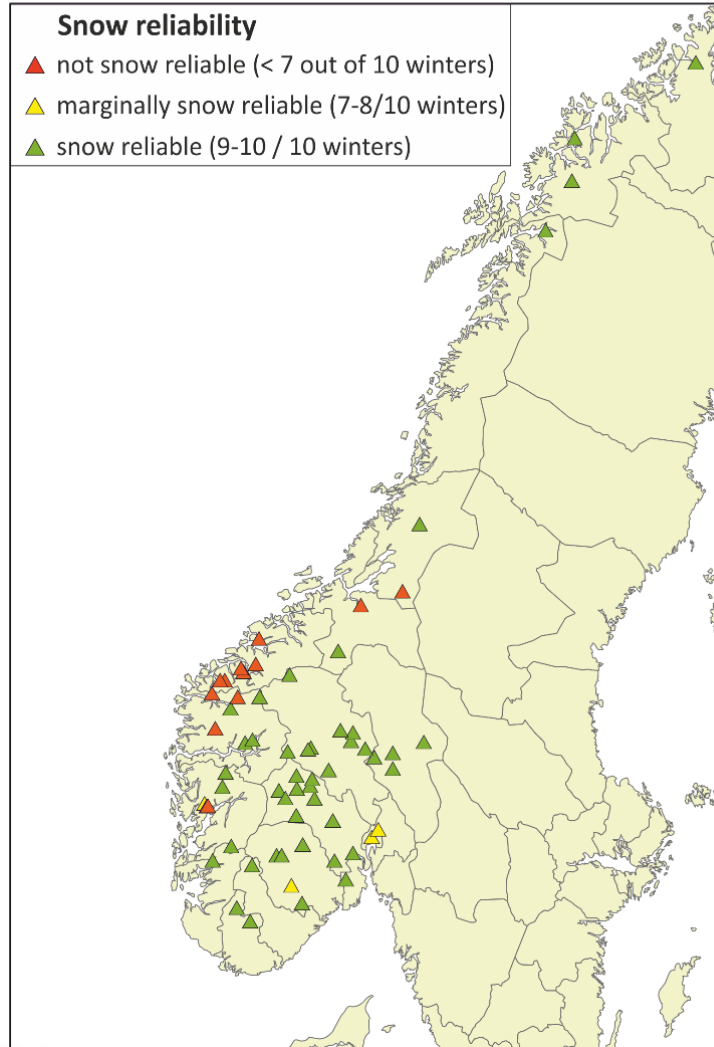 Snow reliability
not snow reliable (< 7 out of 10 winters)
marginally snow reliable (7-8/10 winters)
snow reliable (9-10 / 10 winters)